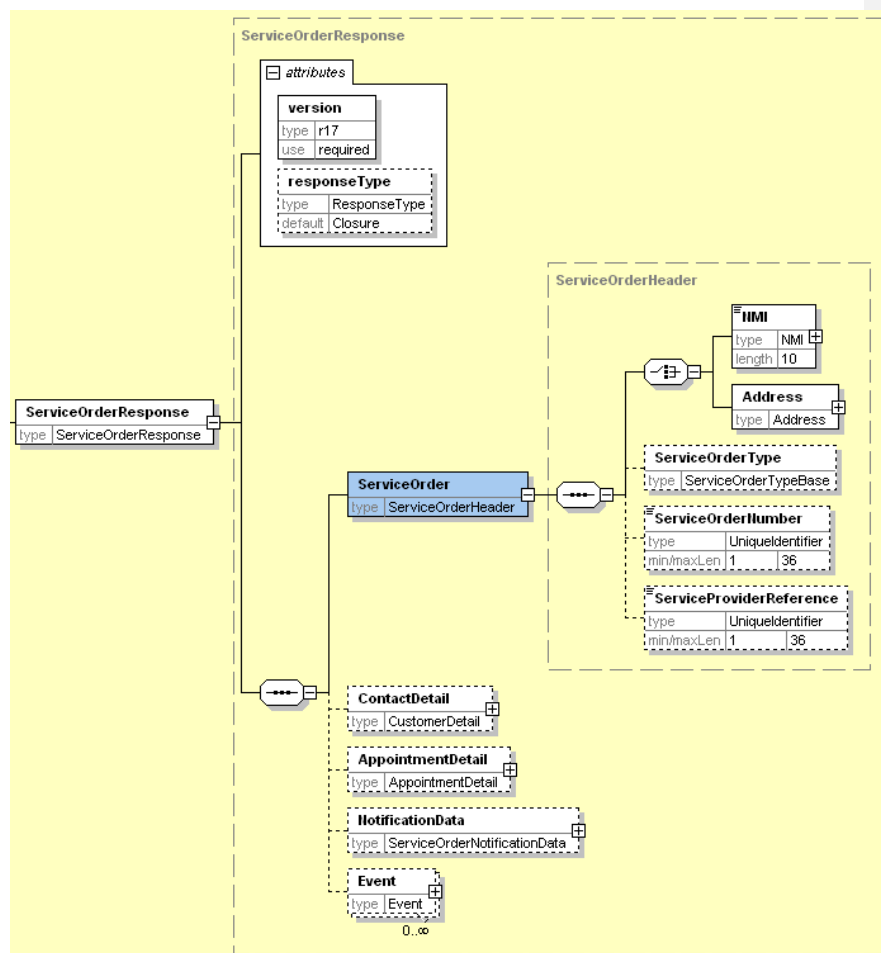 ServiceOrderResponse
attributes
version
type r17
use required
responseType
type ResponseType
default Closure
ServiceOrderHeader
NMI
type NMI
length 10
Address
type Address
ServiceOrderResponse
type ServiceOrderResponse
ServiceOrder
type ServiceOrderHeader
ServiceOrderType
type ServiceOrderTypeBase
ServiceOrderNumber
type UniqueIdentifier
min/maxLen 1 36
ServiceProviderReference
type UniqueIdentifier
min/maxLen 1 36
ContactDetail
type CustomerDetail
AppointmentDetail
type AppointmentDetail
NotificationData
type ServiceOrderNotificationData
Event
type Event
0..∞